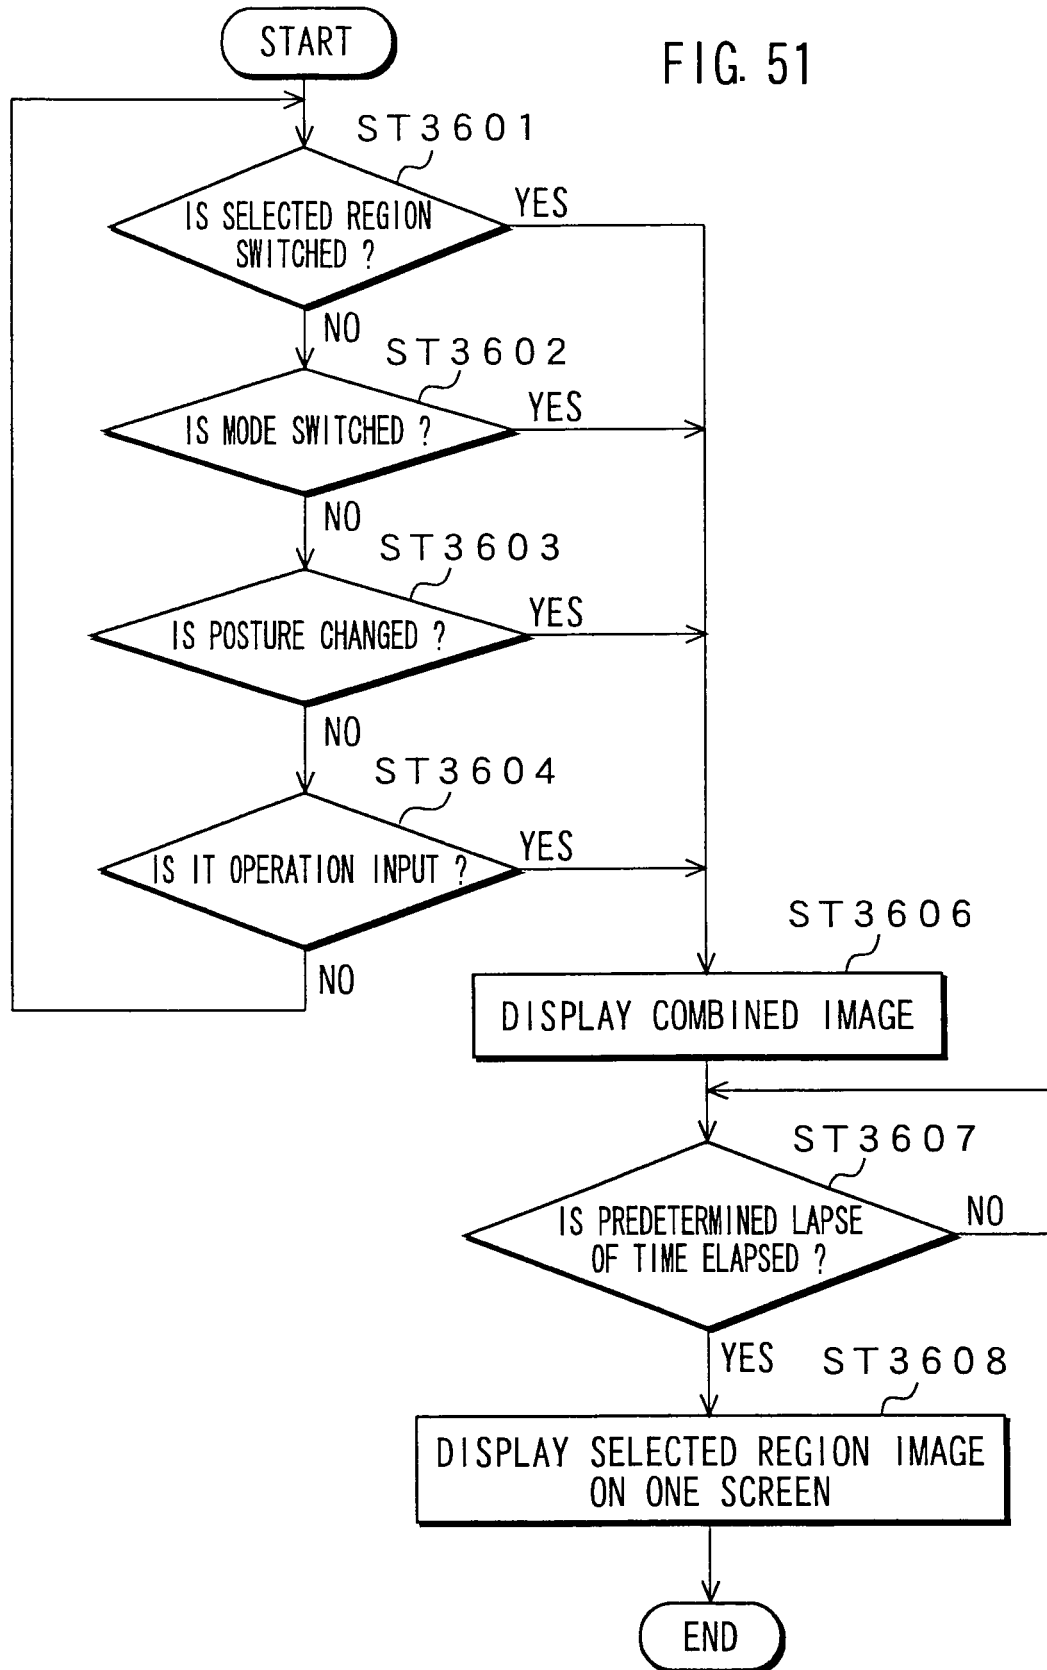 START
FIG. 51
ST3601
IS SELECTED REGION
SWITCHED ?
YES
NO
ST3602
IS MODE SWITCHED ?
YES
NO
ST3603
IS POSTURE CHANGED ?
YES
NO
ST3604
IS IT OPERATION INPUT ?
YES
NO
ST3606
DISPLAY COMBINED IMAGE
ST3607
IS PREDETERMINED LAPSE
OF TIME ELAPSED ?
NO
YES
ST3608
DISPLAY SELECTED REGION IMAGE
ON ONE SCREEN
END